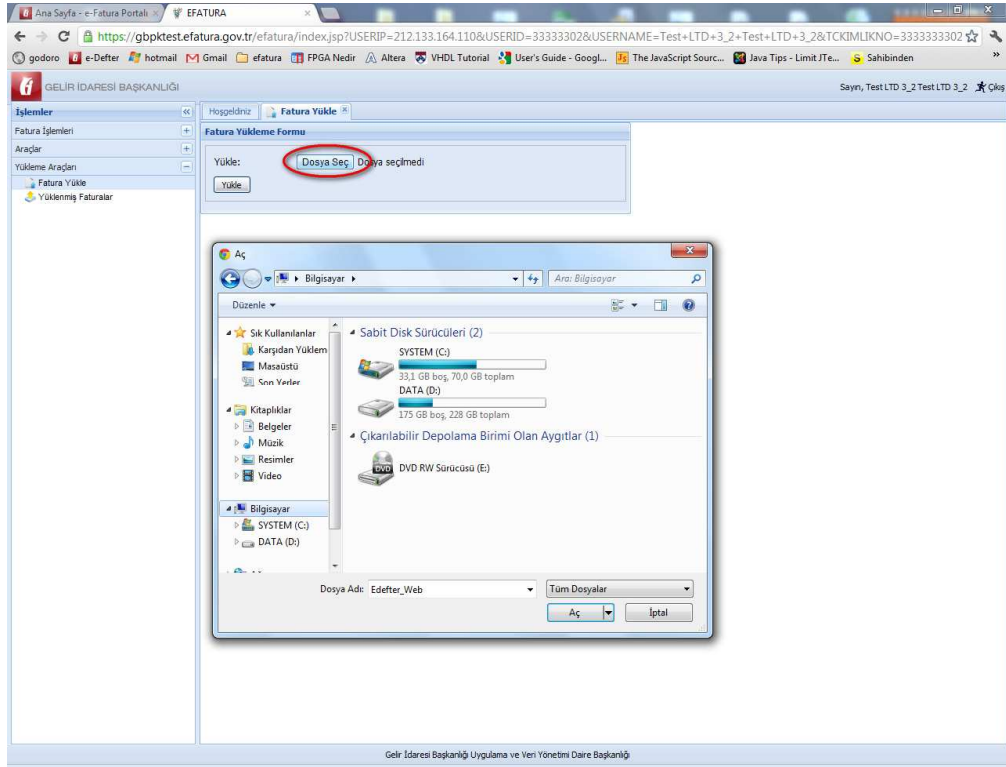 Ana Sayfa - e-Fatura Portalı
EFATURA
https://gbpktest.efatura.gov.tr/efatura/index.jsp?USERIP=212.133.164.110&USERID=33333302&USERNAME=Test+LTD+3_2+Test+LTD+3_2&TCKIMLIKNO=3333333302
godoro e-Defter hotmail Gmail efatura FPGA Nedir Altera VHDL Tutorial User's Guide - Googl... The JavaScript Sourc... Java Tips - Limit JTe... Sahibinden »
GELİR İDARESİ BAŞKANLIĞI
Sayın, Test LTD 3_2 Test LTD 3_2 Çıkış
İşlemler
Fatura İşlemleri
Araçlar
Yükleme Araçları
Fatura Yükle
Yüklenmiş Faturalar
Hoşgeldiniz Fatura Yükle
Fatura Yükleme Formu
Yükle: Dosya Seç Dosya seçilmedi
Yükle
Aç
Bilgisayar
Ara: Bilgisayar
Düzenle
Sık Kullanılanlar
Karşıdan Yüklem
Masaüstü
Son Yerler
Kitaplıklar
Belgeler
Müzik
Resimler
Video
Bilgisayar
SYSTEM (C:)
DATA (D:)
Sabit Disk Sürücüleri (2)
SYSTEM (C:)
33,1 GB boş, 70,0 GB toplam
DATA (D:)
175 GB boş, 228 GB toplam
Çıkarılabilir Depolama Birimi Olan Aygıtlar (1)
DVD RW Sürücüsü (E:)
Dosya Adı: Edefter_Web
Tüm Dosyalar
Aç İptal
Gelir İdaresi Başkanlığı Uygulama ve Veri Yönetimi Daire Başkanlığı